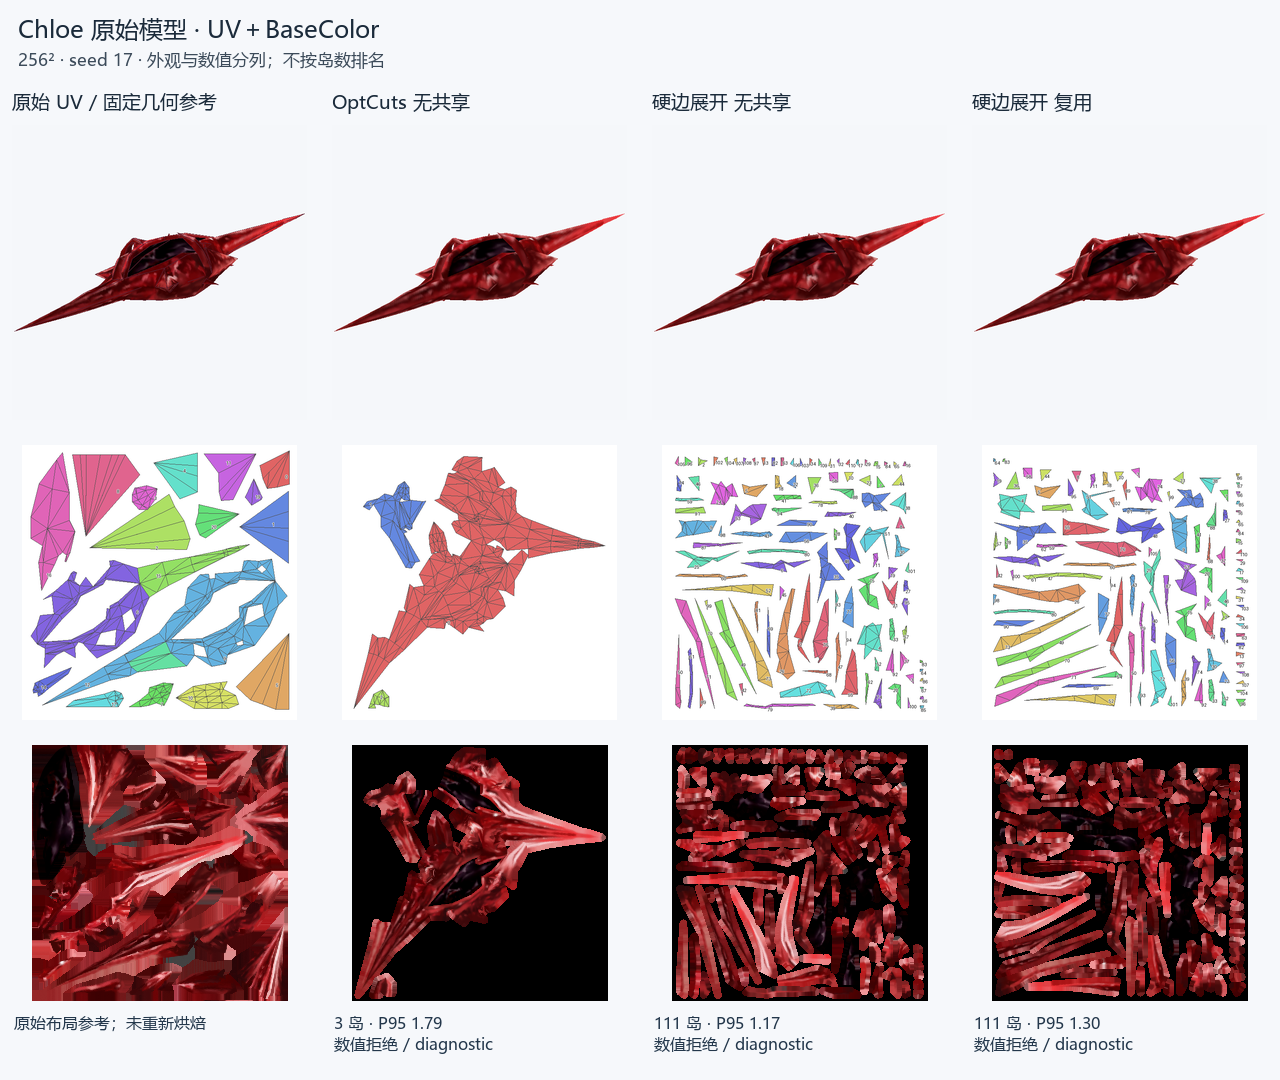 Chloe 原始模型 · UV + BaseColor
256² · seed 17 · 外观与数值分列；不按岛数排名
原始 UV / 固定几何参考
OptCuts 无共享
硬边展开 无共享
硬边展开 复用
原始布局参考；未重新烘焙
3 岛 · P95 1.79
数值拒绝 / diagnostic
111 岛 · P95 1.17
数值拒绝 / diagnostic
111 岛 · P95 1.30
数值拒绝 / diagnostic